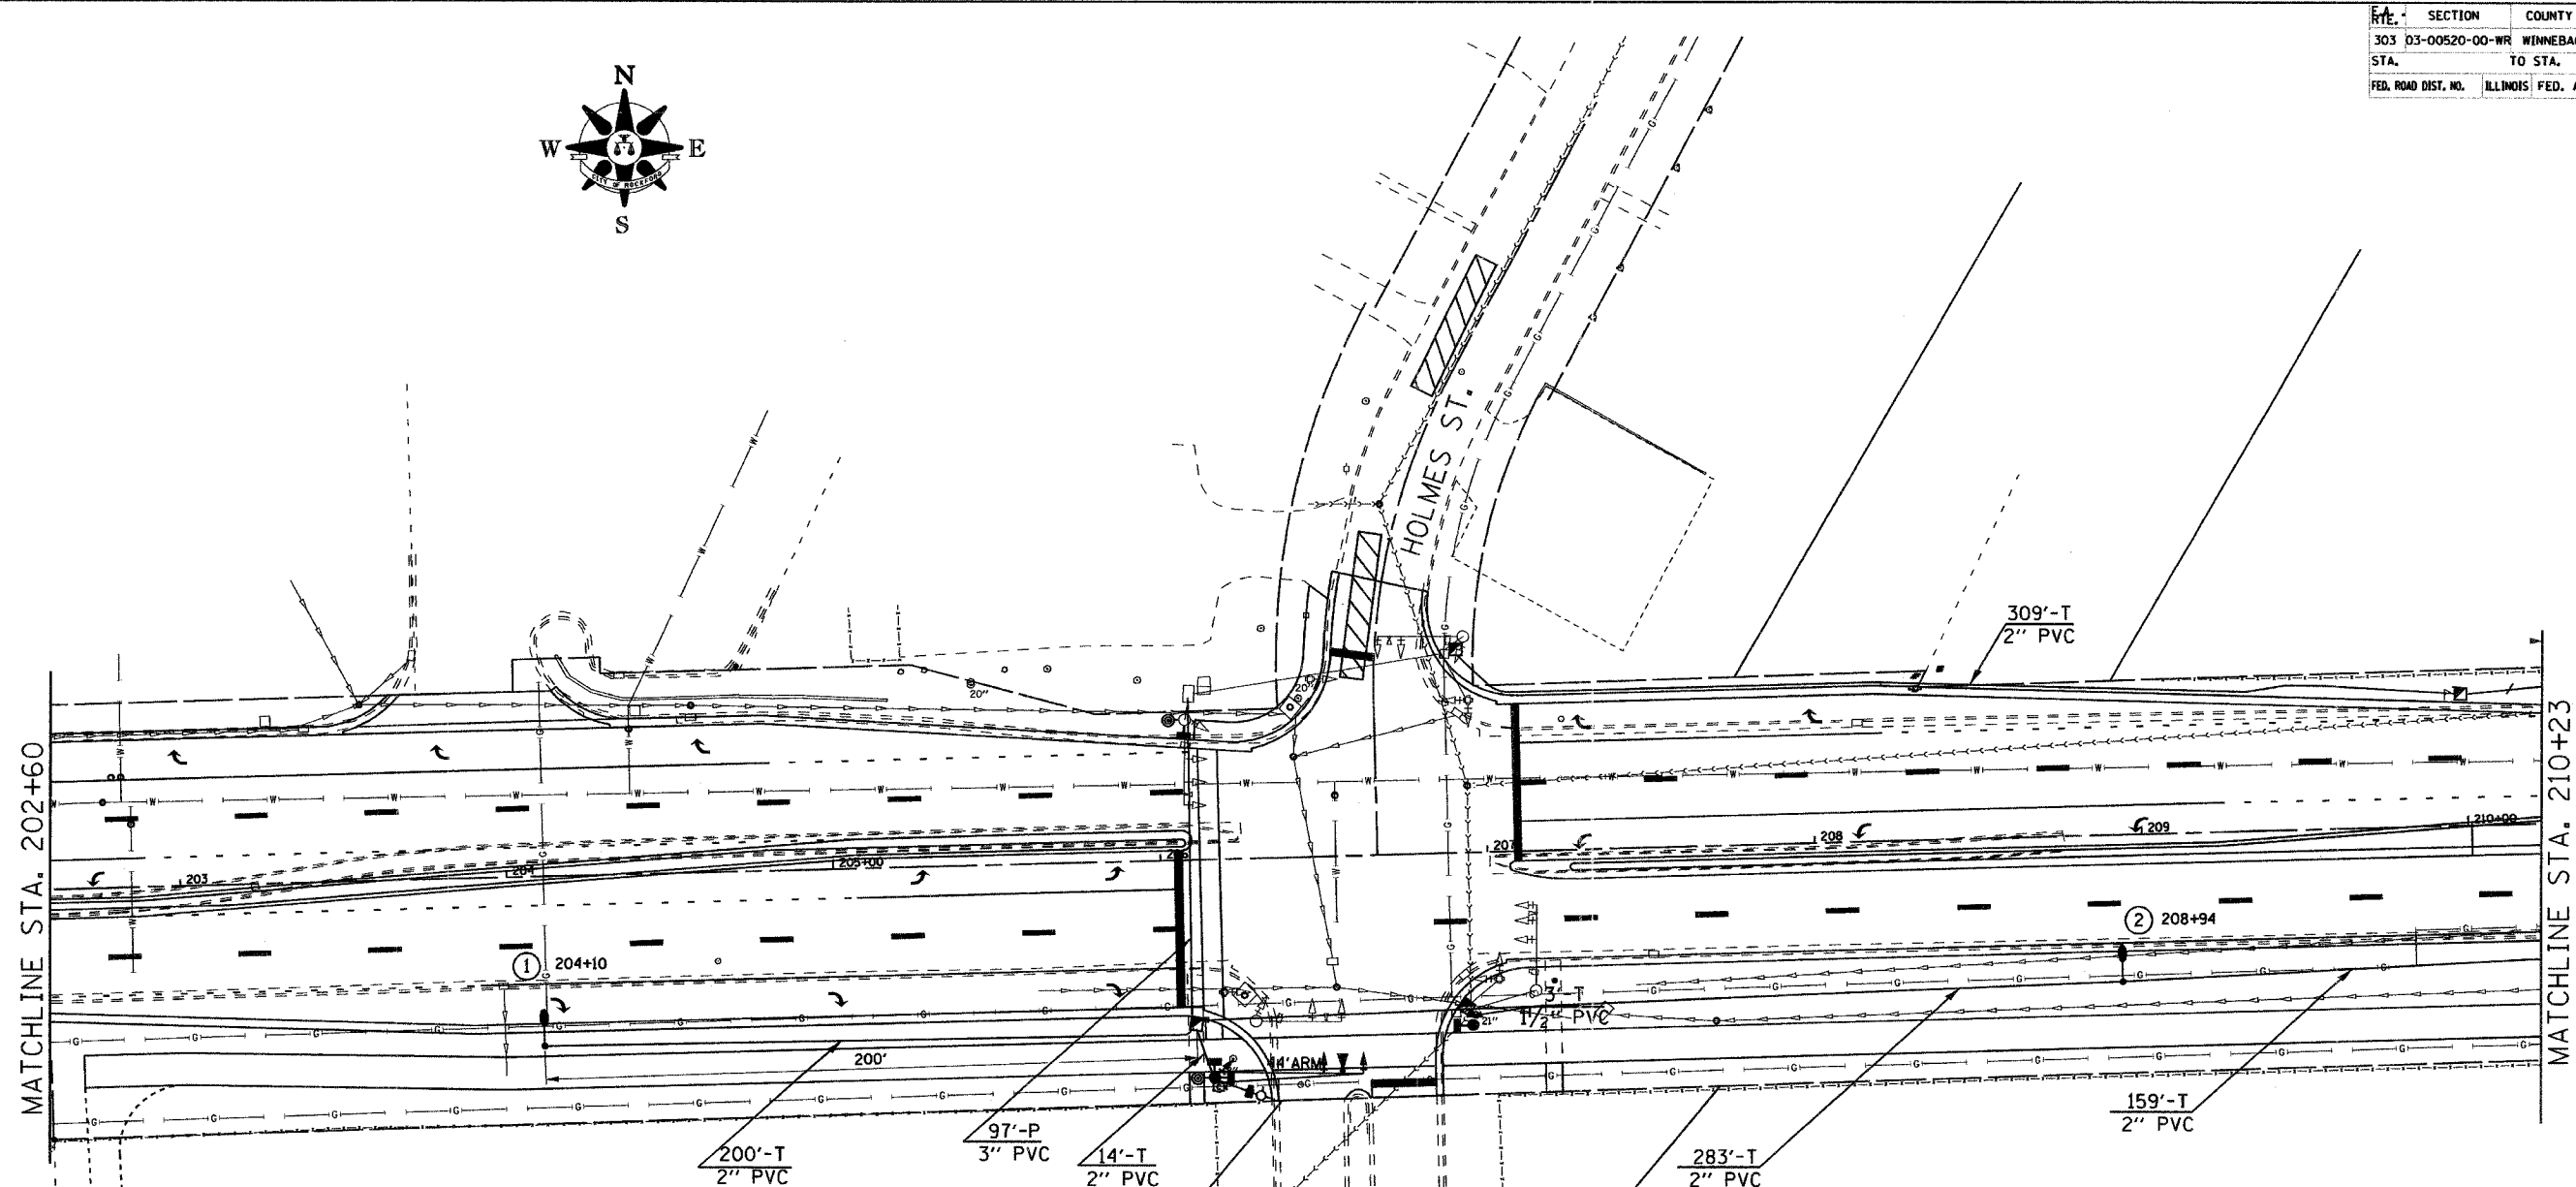 SECTION COUNTY
303 03-00520-00-WR WINNEBA
STA. TO STA.
FED. ROAD DIST. NO. ILLINOIS FED.
N
W E
CITY OF ROCKFORD
S
HOLMES ST.
309'-T
2" PVC
20"
20"
MATCHLINE STA. 202+60
MATCHLINE STA. 210+23
203
204
205+00
207
208
209
210+00
1 204+10
2 208+94
3'-T
1 1/2" PVC
21"
200'
14' ARM
200'-T
2" PVC
97'-P
3" PVC
14'-T
2" PVC
283'-T
2" PVC
159'-T
2" PVC